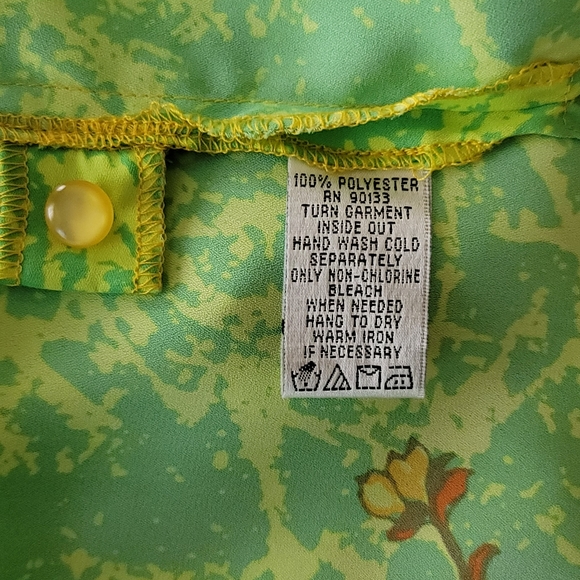 100% POLYESTER
RN 90133
TURN GARMENT
INSIDE OUT
HAND WASH COLD
SEPARATELY
ONLY NON-CHLORINE
BLEACH
WHEN NEEDED
HANG TO DRY
WARM IRON
IF NECESSARY